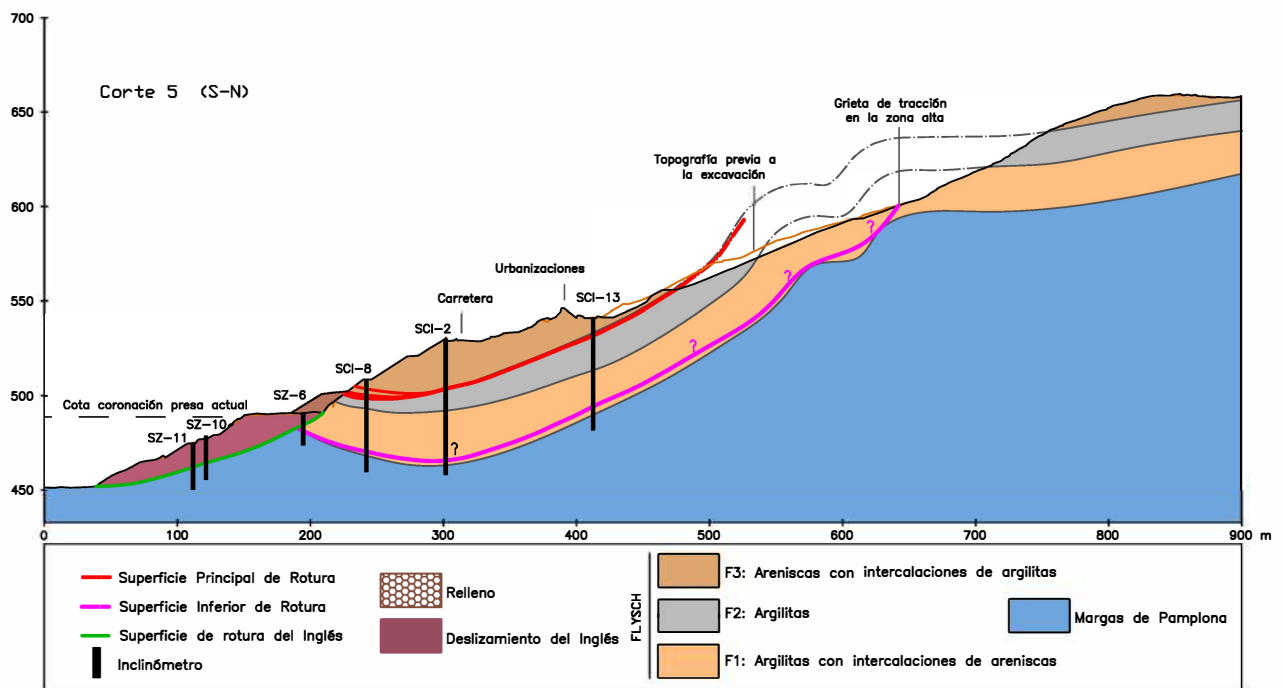 700
650
600
550
500
450
Corte 5 (S-N)
Grieta de tracción
en la zona alta
Topografía previa a
la excavación
Urbanizaciones
SCI-13
Carretera
SCI-2
SCI-8
SZ-6
Cota coronación presa actual
SZ-10
SZ-11
?
?
?
?
0 100 200 300 400 500 600 700 800 900 m
Superficie Principal de Rotura
Superficie Inferior de Rotura
Superficie de rotura del Inglés
Inclinómetro
Relleno
Deslizamiento del Inglés
FLYSCH
F3: Areniscas con intercalaciones de argilitas
F2: Argilitas
F1: Argilitas con intercalaciones de areniscas
Margas de Pamplona